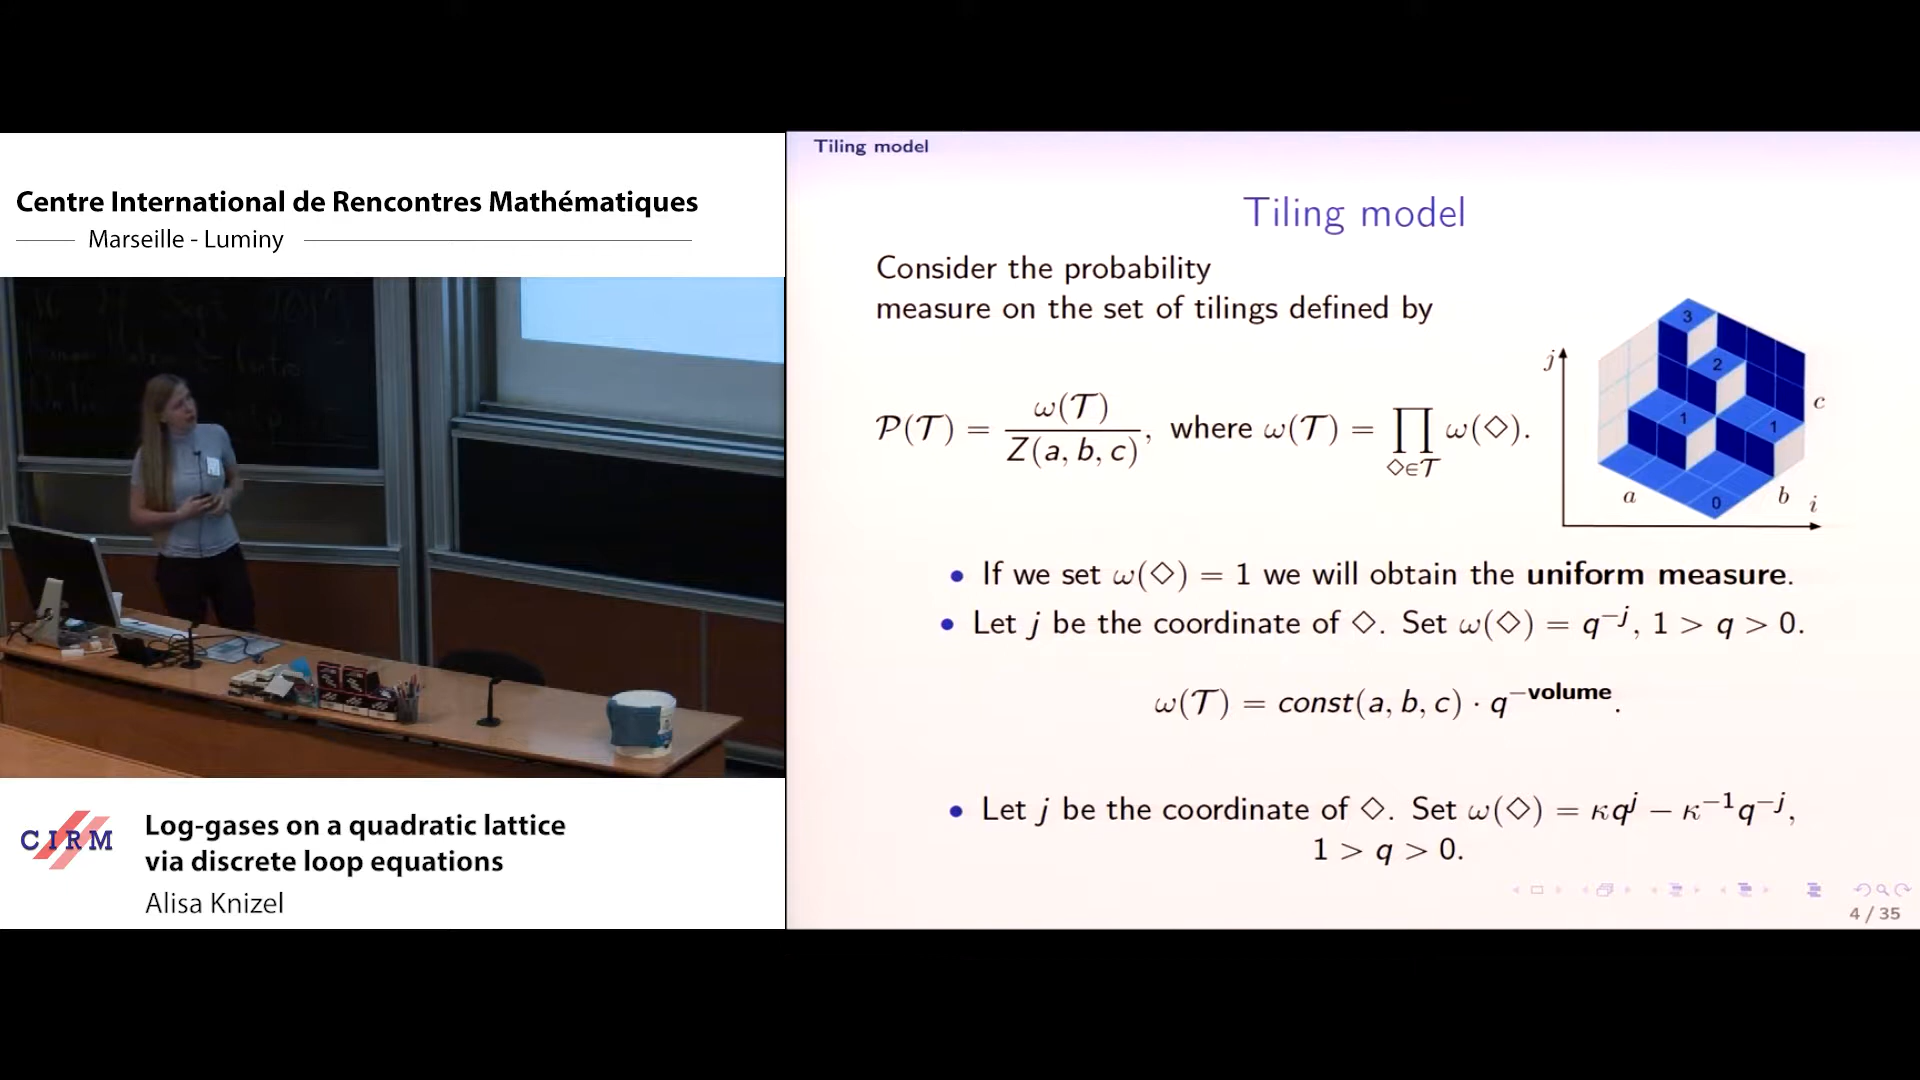 Centre International de Rencontres Mathématiques
Marseille - Luminy
CIRM
Log-gases on a quadratic lattice
via discrete loop equations
Alisa Knizel
Tiling model
Tiling model
Consider the probability
measure on the set of tilings defined by
P(T) = ω(T) / Z(a, b, c), where ω(T) = ∏_{◇∈T} ω(◇).
j
3
2
1
1
0
a
b
c
i
• If we set ω(◇) = 1 we will obtain the uniform measure.
• Let j be the coordinate of ◇. Set ω(◇) = q^{−j}, 1 > q > 0.
ω(T) = const(a, b, c) · q^{−volume}.
• Let j be the coordinate of ◇. Set ω(◇) = κq^{j} − κ^{−1}q^{−j},
1 > q > 0.
4 / 35